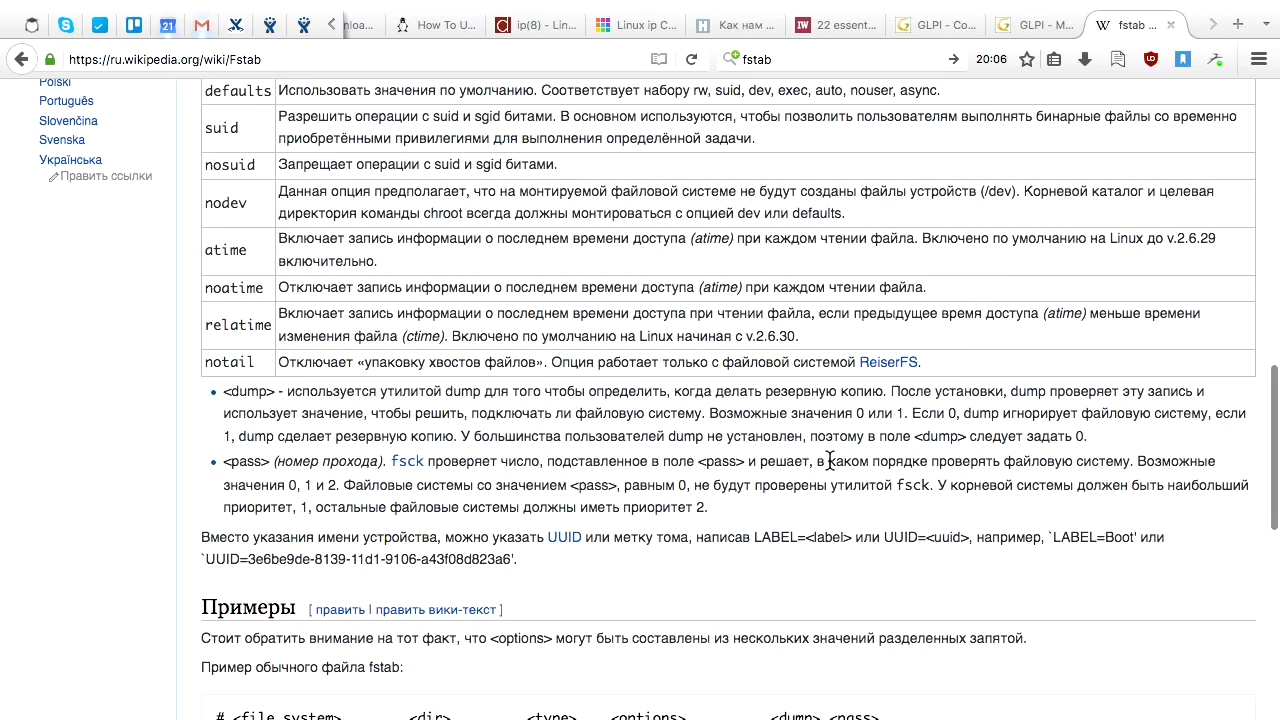 21
nloa...
How To U...
ip(8) - Lin...
Linux ip C...
Как нам ...
22 essent...
GLPI - Co...
GLPI - M...
fstab ...
https://ru.wikipedia.org/wiki/Fstab
fstab
20:06
Polski
Português
Slovenčina
Svenska
Українська
Править ссылки
defaults Использовать значения по умолчанию. Соответствует набору rw, suid, dev, exec, auto, nouser, async.
suid Разрешить операции с suid и sgid битами. В основном используются, чтобы позволить пользователям выполнять бинарные файлы со временно
приобретёнными привилегиями для выполнения определённой задачи.
nosuid Запрещает операции с suid и sgid битами.
nodev Данная опция предполагает, что на монтируемой файловой системе не будут созданы файлы устройств (/dev). Корневой каталог и целевая
директория команды chroot всегда должны монтироваться с опцией dev или defaults.
atime Включает запись информации о последнем времени доступа (atime) при каждом чтении файла. Включено по умолчанию на Linux до v.2.6.29
включительно.
noatime Отключает запись информации о последнем времени доступа (atime) при каждом чтении файла.
relatime Включает запись информации о последнем времени доступа при чтении файла, если предыдущее время доступа (atime) меньше времени
изменения файла (ctime). Включено по умолчанию на Linux начиная с v.2.6.30.
notail Отключает «упаковку хвостов файлов». Опция работает только с файловой системой ReiserFS.
• <dump> - используется утилитой dump для того чтобы определить, когда делать резервную копию. После установки, dump проверяет эту запись и
использует значение, чтобы решить, подключать ли файловую систему. Возможные значения 0 или 1. Если 0, dump игнорирует файловую систему, если
1, dump сделает резервную копию. У большинства пользователей dump не установлен, поэтому в поле <dump> следует задать 0.
• <pass> (номер прохода). fsck проверяет число, подставленное в поле <pass> и решает, в каком порядке проверять файловую систему. Возможные
значения 0, 1 и 2. Файловые системы со значением <pass>, равным 0, не будут проверены утилитой fsck. У корневой системы должен быть наибольший
приоритет, 1, остальные файловые системы должны иметь приоритет 2.
Вместо указания имени устройства, можно указать UUID или метку тома, написав LABEL=<label> или UUID=<uuid>, например, `LABEL=Boot' или
`UUID=3e6be9de-8139-11d1-9106-a43f08d823a6'.
Примеры [ править | править вики-текст ]
Стоит обратить внимание на тот факт, что <options> могут быть составлены из нескольких значений разделенных запятой.
Пример обычного файла fstab:
# <file system> <dir> <type> <options> <dump> <pass>